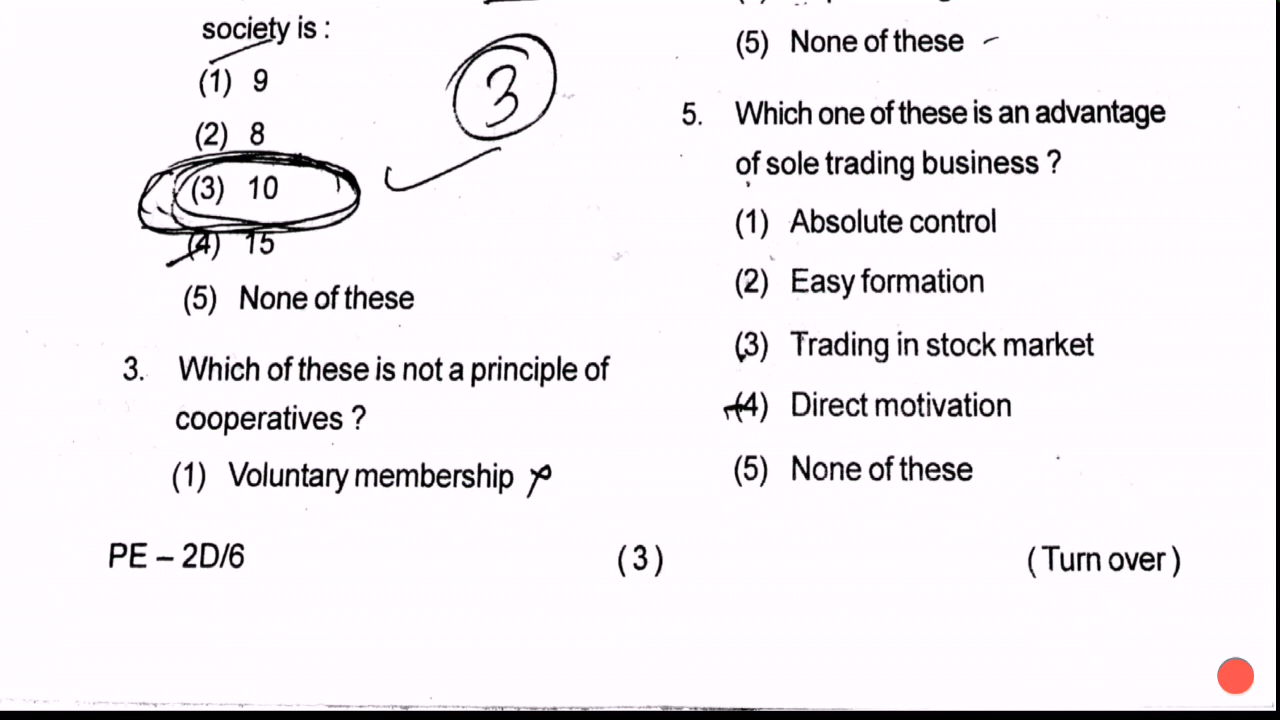 society is :
(1) 9
(2) 8
(3) 10
(4) 15
(5) None of these
3
3. Which of these is not a principle of
cooperatives ?
(1) Voluntary membership
(5) None of these
5. Which one of these is an advantage
of sole trading business ?
(1) Absolute control
(2) Easy formation
(3) Trading in stock market
(4) Direct motivation
(5) None of these
PE – 2D/6
(3)
(Turn over)